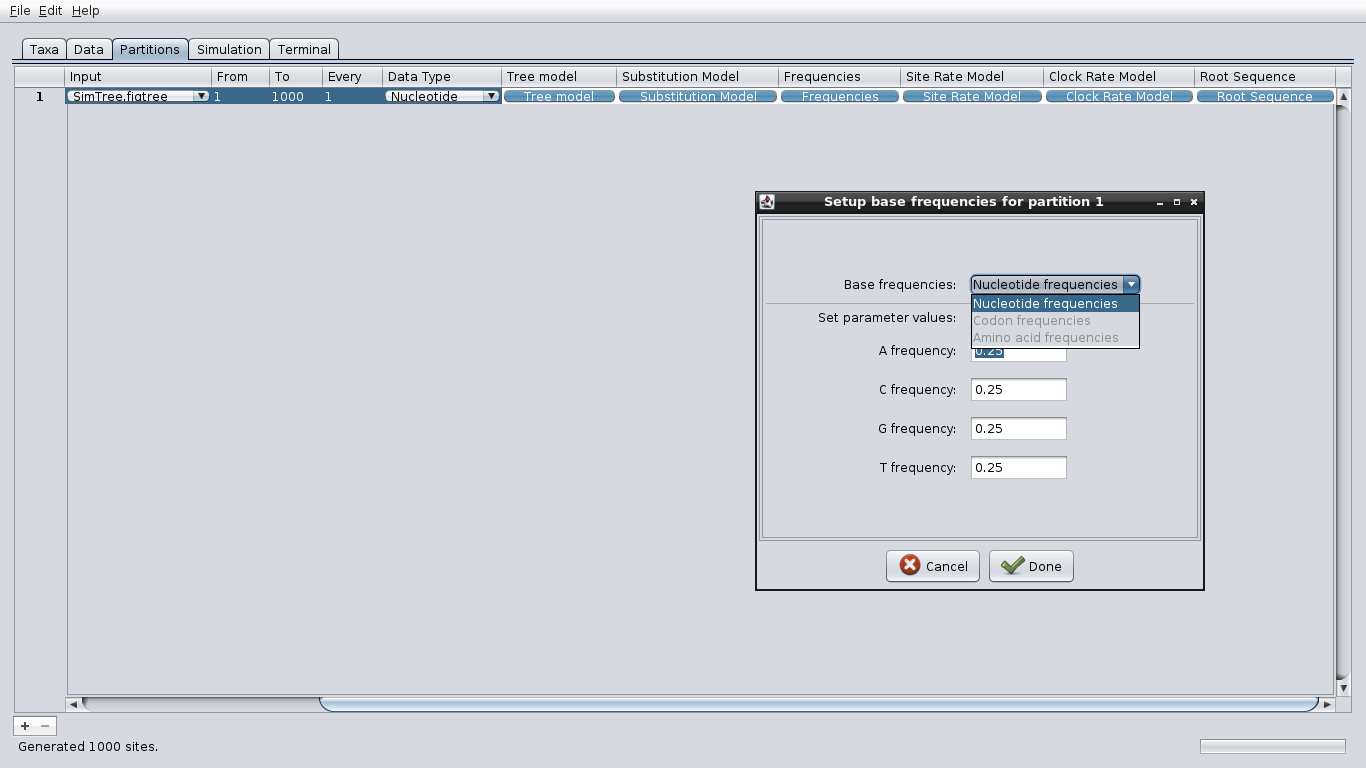 File Edit Help
Taxa Data Partitions Simulation Terminal
Input From To Every Data Type Tree model Substitution Model Frequencies Site Rate Model Clock Rate Model Root Sequence
1 SimTree.figtree 1 1000 1 Nucleotide Tree model Substitution Model Frequencies Site Rate Model Clock Rate Model Root Sequence
Setup base frequencies for partition 1
Base frequencies: Nucleotide frequencies
Nucleotide frequencies
Set parameter values: Codon frequencies
Amino acid frequencies
A frequency: 0.25
C frequency: 0.25
G frequency: 0.25
T frequency: 0.25
Cancel Done
Generated 1000 sites.